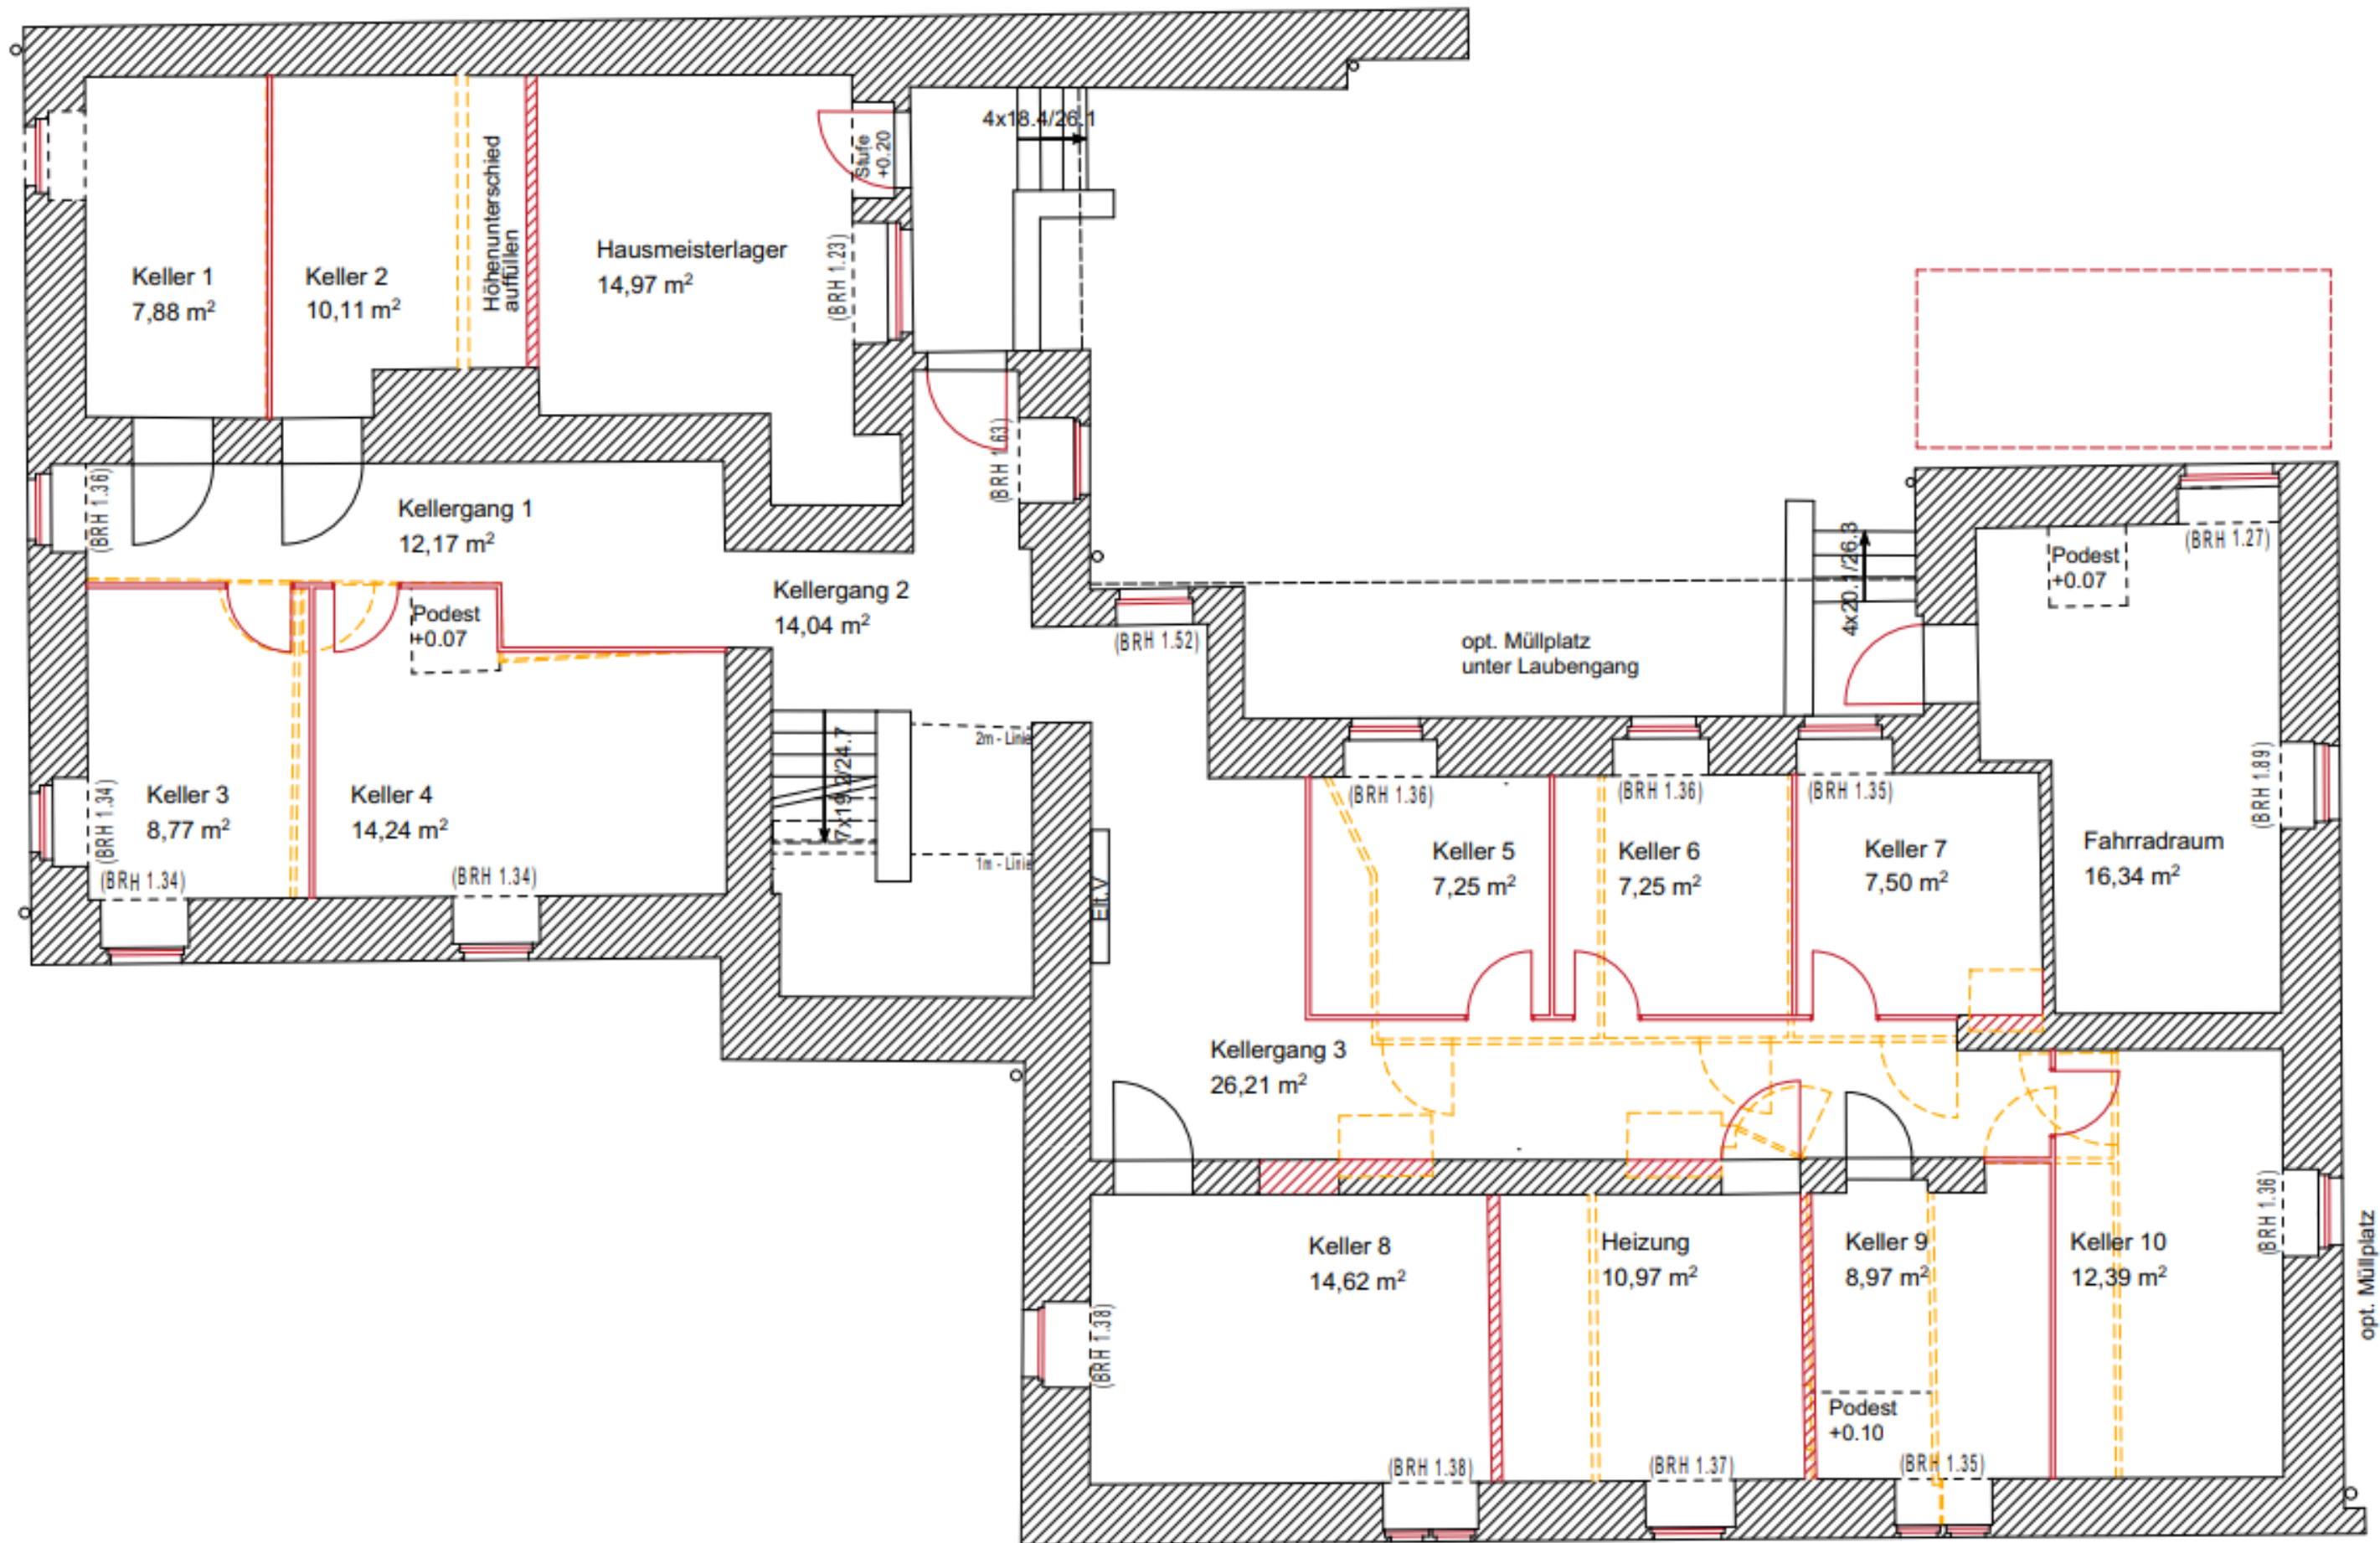 4x18.4/26.1
Stufe
+0.20
Höhenunterschied
auffüllen
Hausmeisterlager
14,97 m²
(BRH 1.23)
Keller 1
7,88 m²
Keller 2
10,11 m²
(BRH 1.36)
Kellergang 1
12,17 m²
(BRH 1.63)
Kellergang 2
14,04 m²
Podest
+0.07
(BRH 1.52)
opt. Müllplatz
unter Laubengang
4x20.1/26.3
Podest
+0.07
(BRH 1.27)
2m - Linie
7x19.2/24.7
1m - Linie
Keller 3
8,77 m²
(BRH 1.34)
(BRH 1.34)
Keller 4
14,24 m²
(BRH 1.34)
Elt.V
(BRH 1.36)
(BRH 1.36)
(BRH 1.35)
(BRH 1.89)
Keller 5
7,25 m²
Keller 6
7,25 m²
Keller 7
7,50 m²
Fahrradraum
16,34 m²
Kellergang 3
26,21 m²
Keller 8
14,62 m²
Heizung
10,97 m²
Keller 9
8,97 m²
Keller 10
12,39 m²
(BRH 1.36)
opt. Müllplatz
(BRH 1.38)
Podest
+0.10
(BRH 1.38)
(BRH 1.37)
(BRH 1.35)